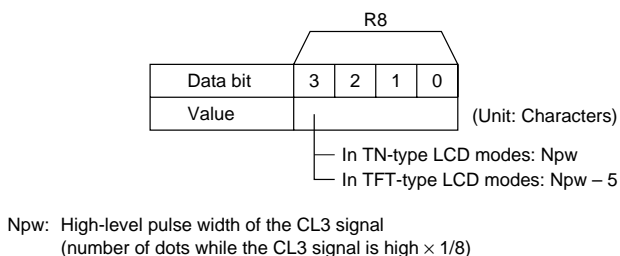 R8
Data bit 3 2 1 0
Value (Unit: Characters)
In TN-type LCD modes: Npw
In TFT-type LCD modes: Npw – 5
Npw: High-level pulse width of the CL3 signal
(number of dots while the CL3 signal is high × 1/8)